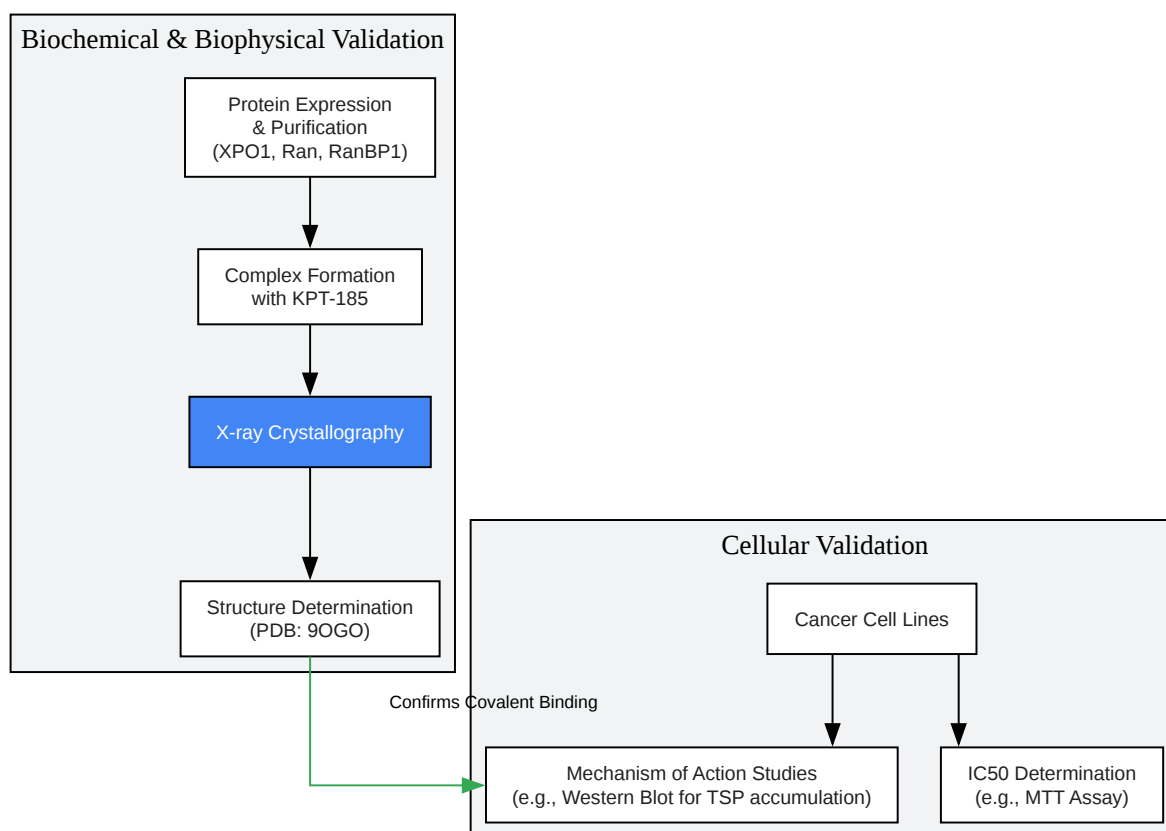 Biochemical & Biophysical Validation
Protein Expression
& Purification
(XPO1, Ran, RanBP1)
Complex Formation
with KPT-185
X-ray Crystallography
Structure Determination
(PDB: 9OGO)
Confirms Covalent Binding
Cellular Validation
Cancer Cell Lines
Mechanism of Action Studies
(e.g., Western Blot for TSP accumulation)
IC50 Determination
(e.g., MTT Assay)